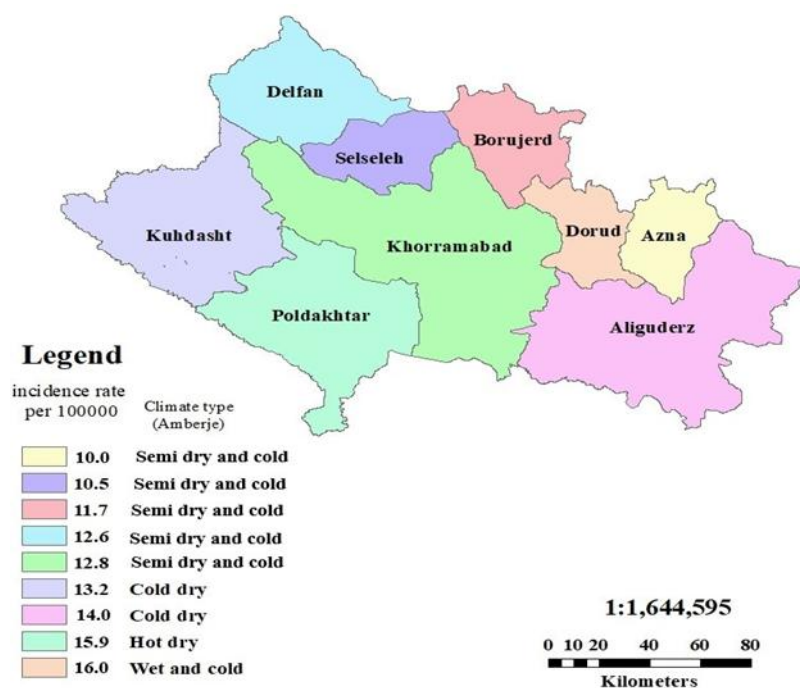 Delfan
Borujerd
Selseleh
Kuhdasht
Khorramabad
Dorud
Azna
Poldakhtar
Aliguderz
Legend
incidence rate
per 100000
Climate type
(Amberje)
10.0 Semi dry and cold
10.5 Semi dry and cold
11.7 Semi dry and cold
12.6 Semi dry and cold
12.8 Semi dry and cold
13.2 Cold dry
14.0 Cold dry
15.9 Hot dry
16.0 Wet and cold
1:1,644,595
0 10 20 40 60 80
Kilometers